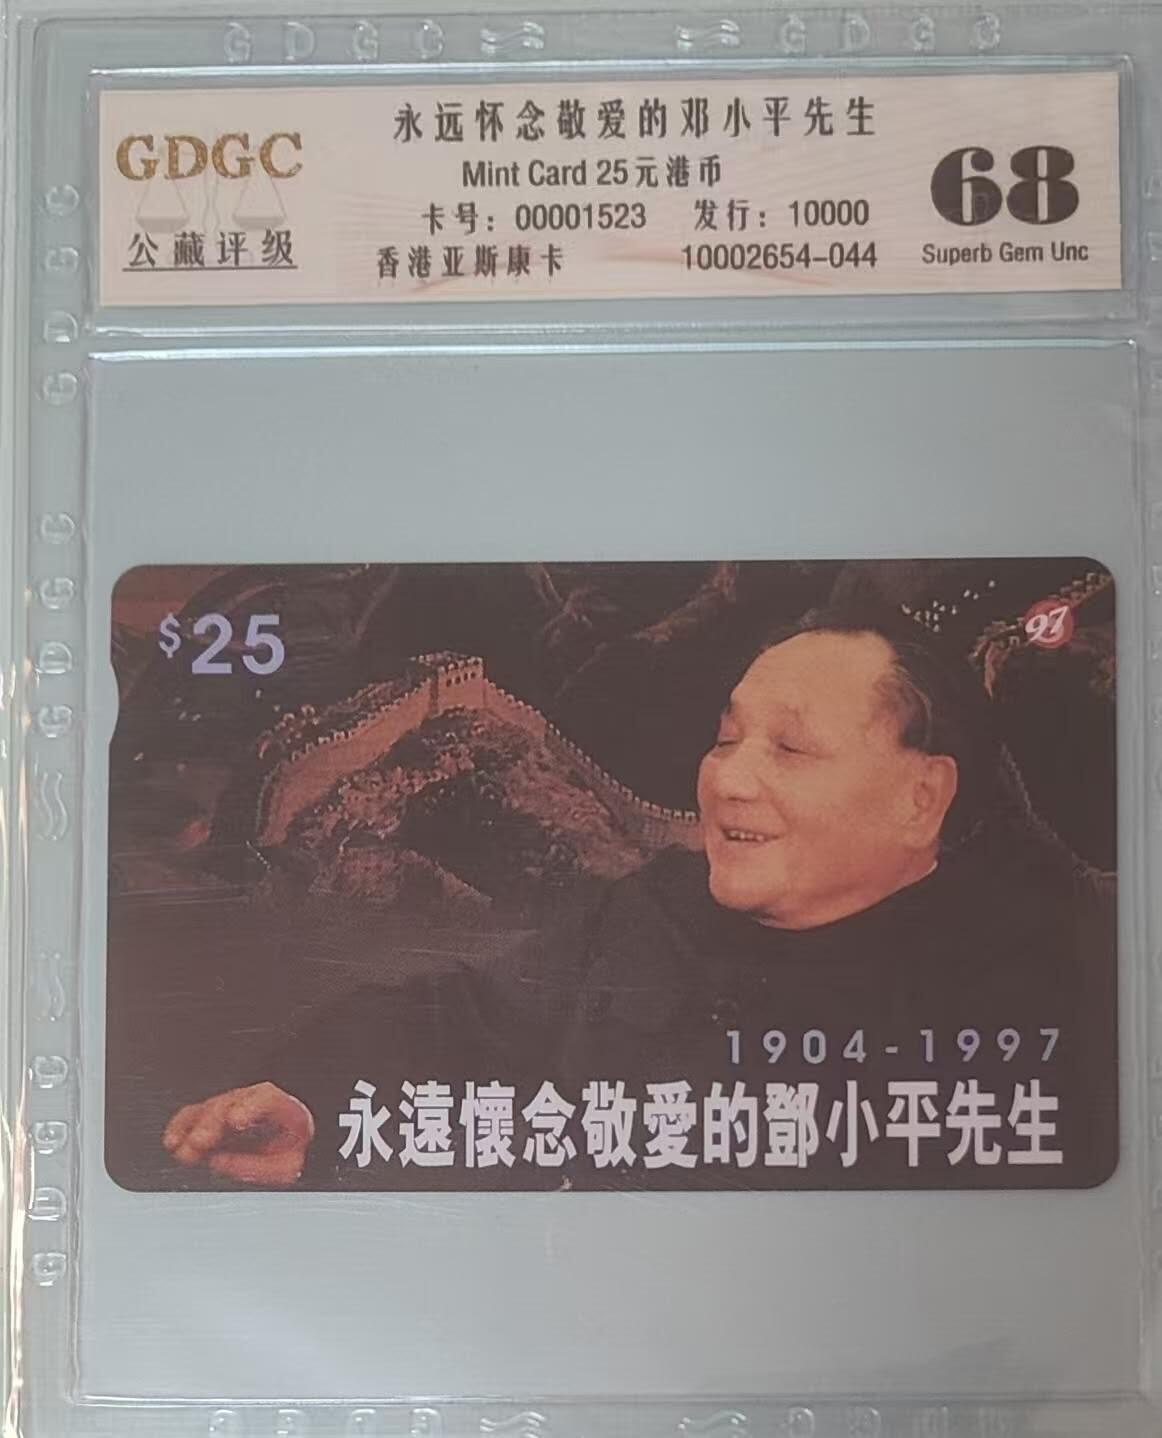 GDGC GDGC
永远怀念敬爱的邓小平先生
GDGC
公藏评级
Mint Card 25元港币
卡号：00001523 发行：10000
香港亚斯康卡 10002654-044
68
Superb Gem Unc
$25
97
1904-1997
永遠懷念敬愛的鄧小平先生